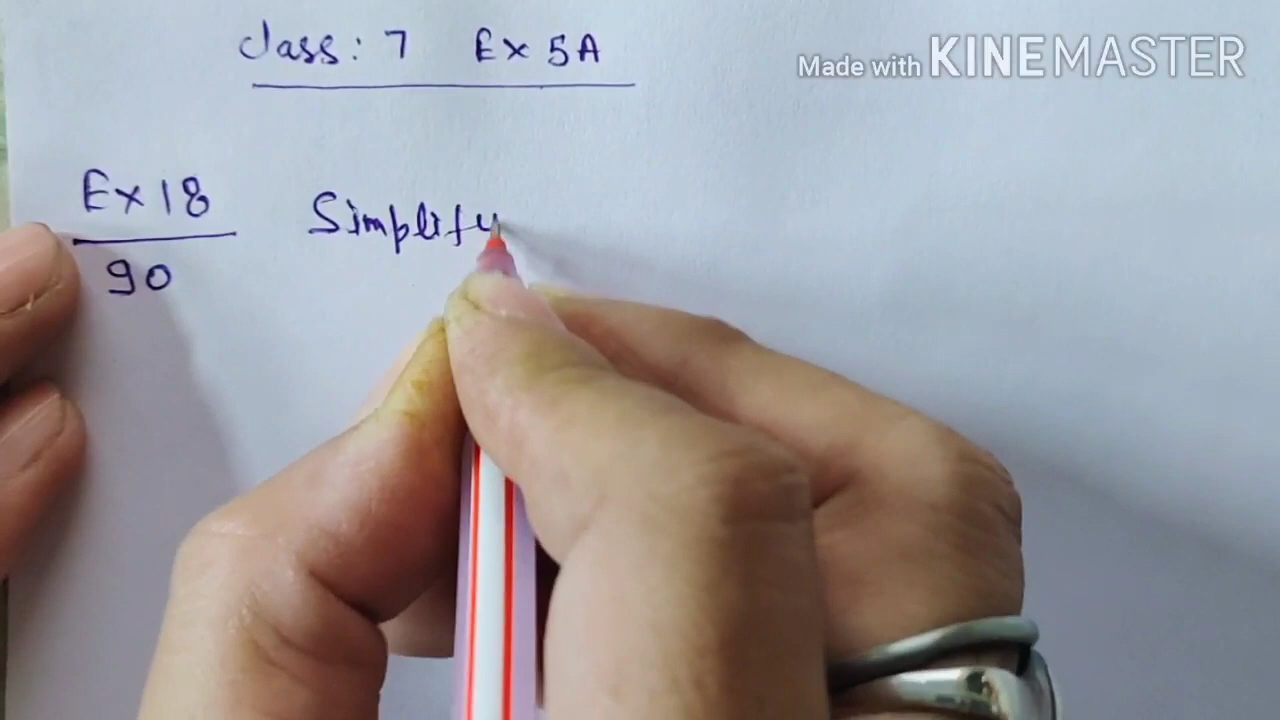 Class: 7 Ex 5A
Made with KINEMASTER
Ex 18
90
Simplify